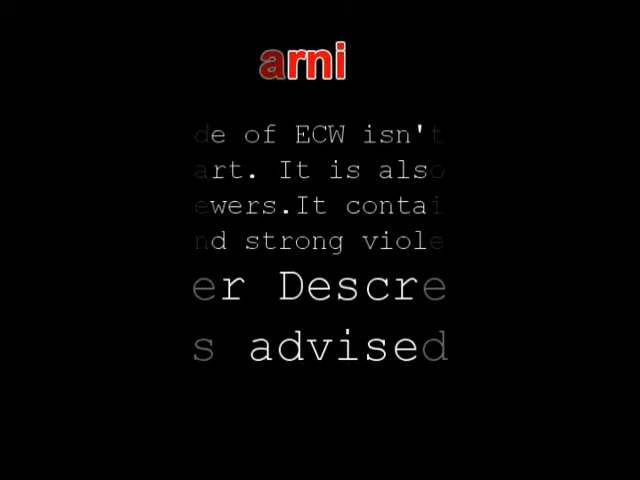 arni
de of ECW isn't
art. It is also
ewers.It contai
nd strong viole
er Descre
s advised